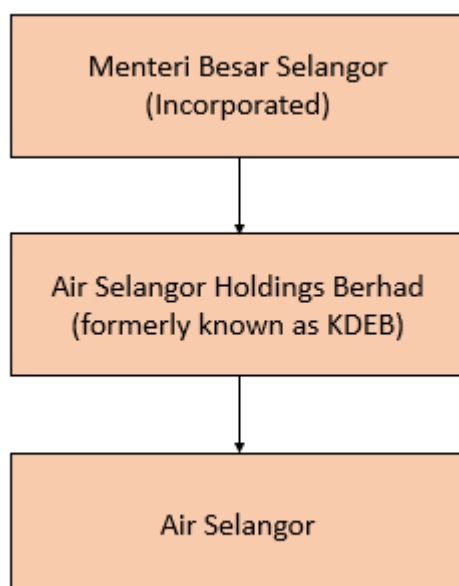 Menteri Besar Selangor
(Incorporated)
Air Selangor Holdings Berhad
(formerly known as KDEB)
Air Selangor